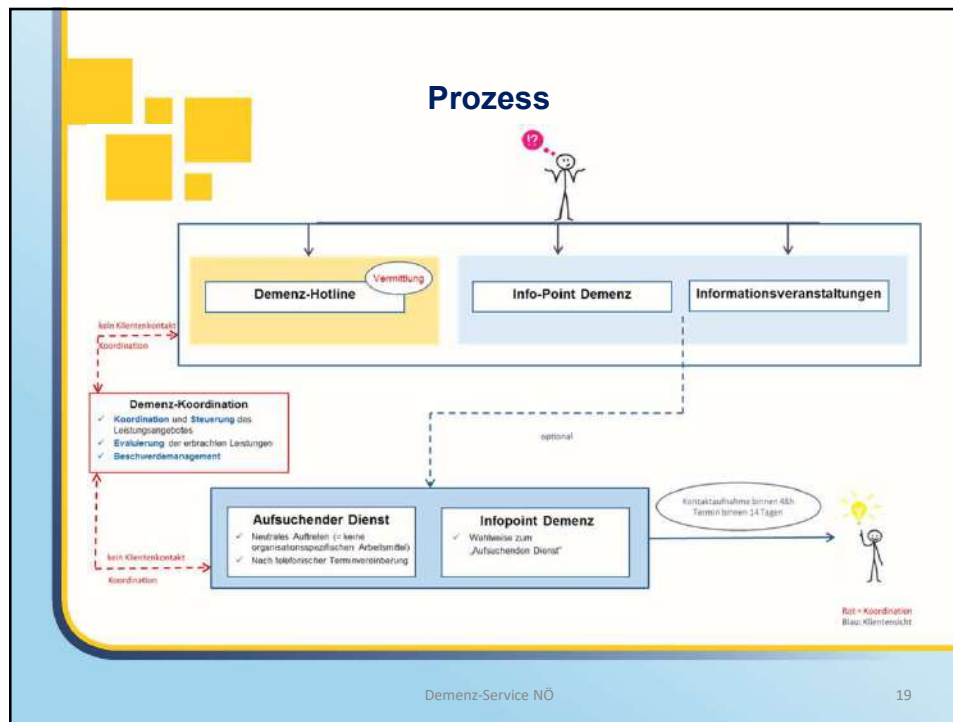 Prozess
!?
Demenz-Hotline
Vermittlung
Info-Point Demenz
Informationsveranstaltungen
kein Klientenkontakt
Koordination
Demenz-Koordination
✓ Koordination und Steuerung des
Leistungsangebotes
✓ Evaluierung der erbrachten Leistungen
✓ Beschwerdemanagement
optional
Aufsuchender Dienst
✓ Neutrales Auftreten (= keine
organisationsspezifischen Arbeitsmittel)
✓ Nach telefonischer Terminvereinbarung
Infopoint Demenz
✓ Wahlweise zum
„Aufsuchenden Dienst“
Kontaktaufnahme binnen 48h
Termin binnen 14 Tagen
kein Klientenkontakt
Koordination
Rot = Koordination
Blau: Klientensicht
Demenz-Service NÖ
19